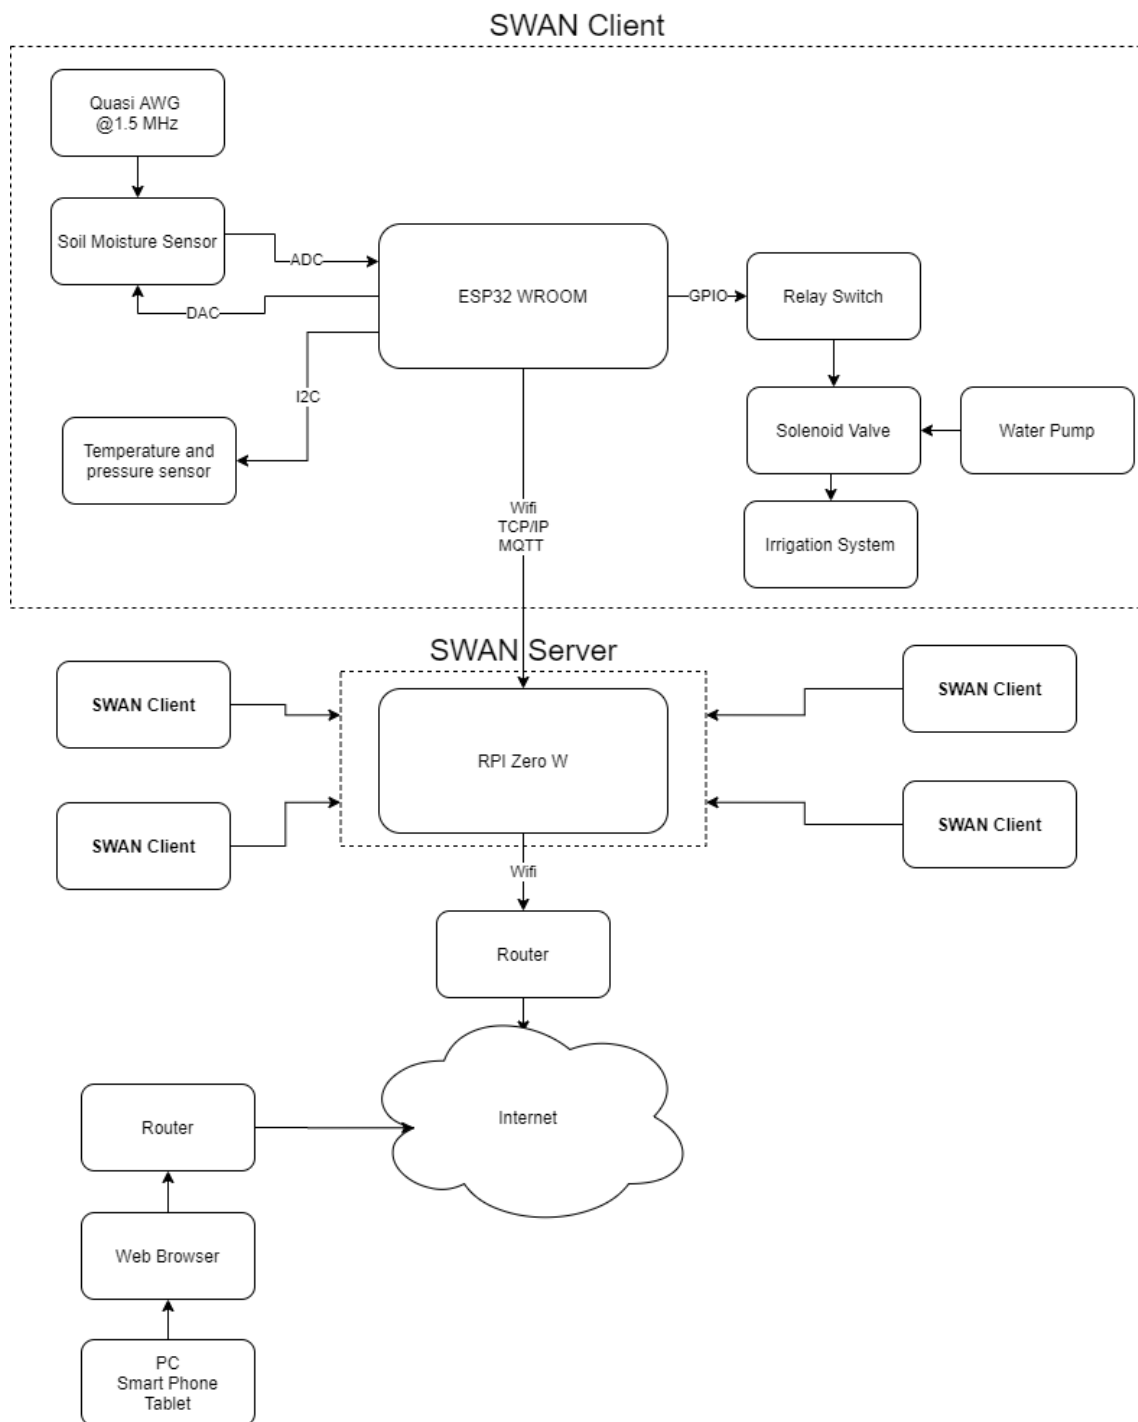 SWAN Client
Quasi AWG
@1.5 MHz
Soil Moisture Sensor
ADC
DAC
I2C
Temperature and
pressure sensor
ESP32 WROOM
GPIO
Relay Switch
Solenoid Valve
Water Pump
Irrigation System
Wifi
TCP/IP
MQTT
SWAN Server
SWAN Client
SWAN Client
RPI Zero W
SWAN Client
SWAN Client
Wifi
Router
Internet
Router
Web Browser
PC
Smart Phone
Tablet